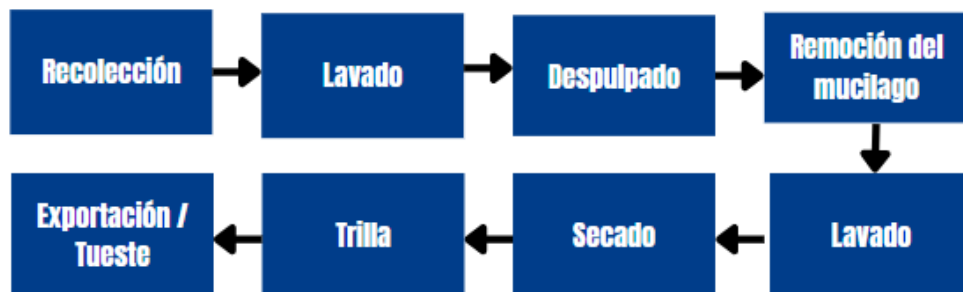 Recolección
Lavado
Despulpado
Remoción del
mucilago
Lavado
Secado
Trilla
Exportación /
Tueste